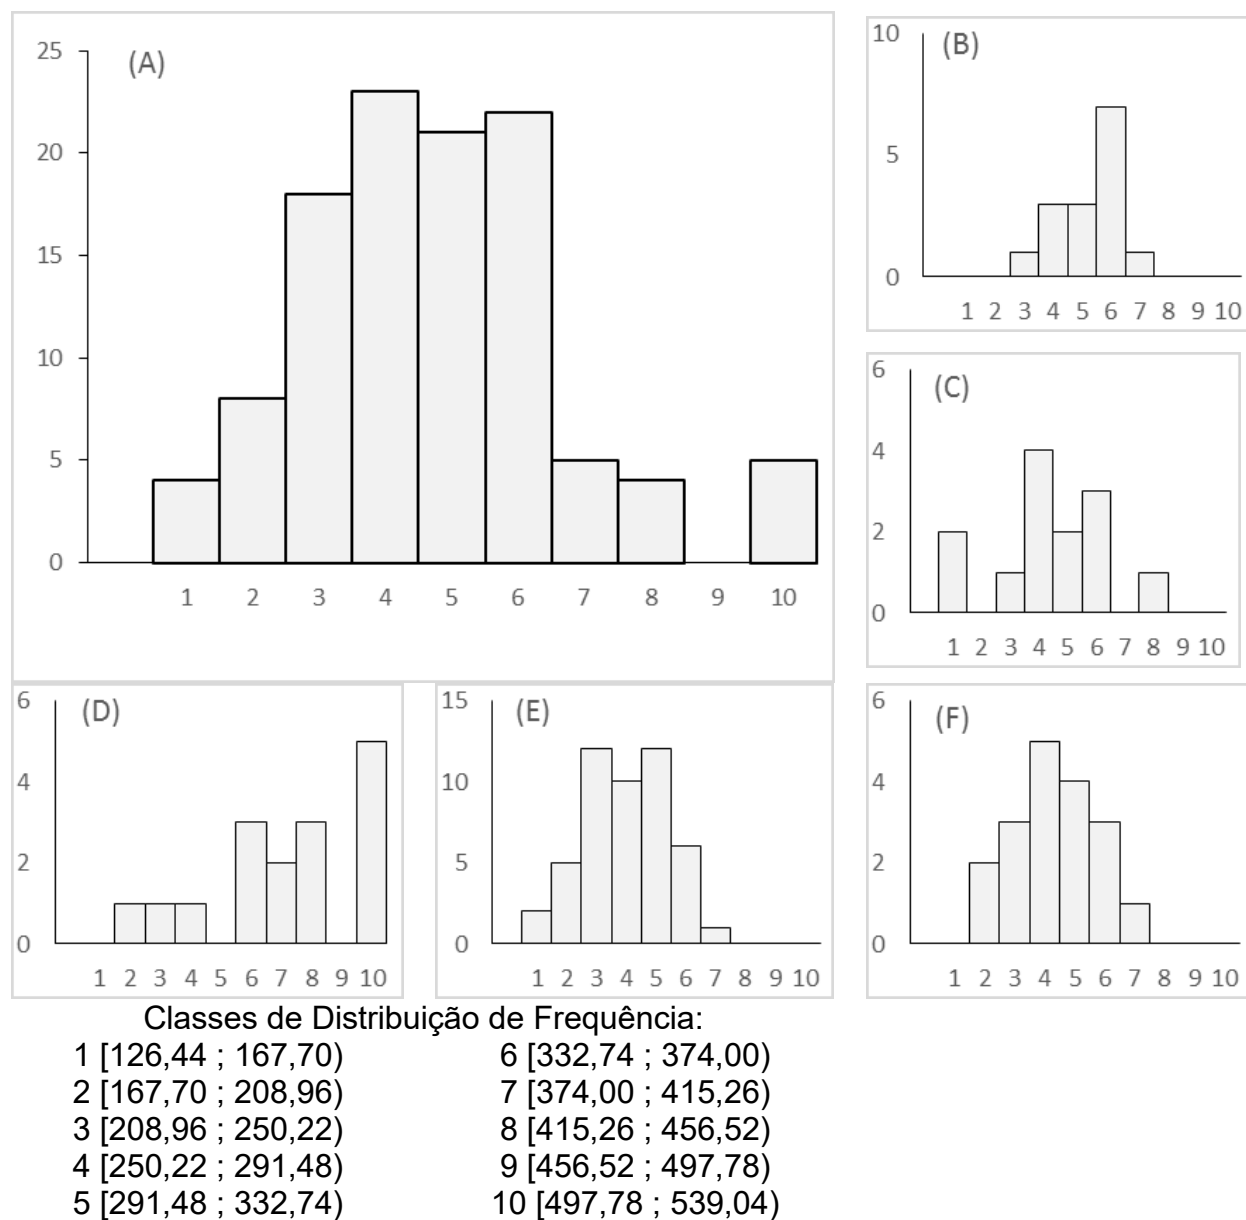 (A)
25
20
15
10
5
0
1 2 3 4 5 6 7 8 9 10
(B)
10
5
0
1 2 3 4 5 6 7 8 9 10
(C)
6
4
2
0
1 2 3 4 5 6 7 8 9 10
(D)
6
4
2
0
1 2 3 4 5 6 7 8 9 10
(E)
15
10
5
0
1 2 3 4 5 6 7 8 9 10
(F)
6
4
2
0
1 2 3 4 5 6 7 8 9 10
Classes de Distribuição de Frequência:
1 [126,44 ; 167,70) 6 [332,74 ; 374,00)
2 [167,70 ; 208,96) 7 [374,00 ; 415,26)
3 [208,96 ; 250,22) 8 [415,26 ; 456,52)
4 [250,22 ; 291,48) 9 [456,52 ; 497,78)
5 [291,48 ; 332,74) 10 [497,78 ; 539,04)